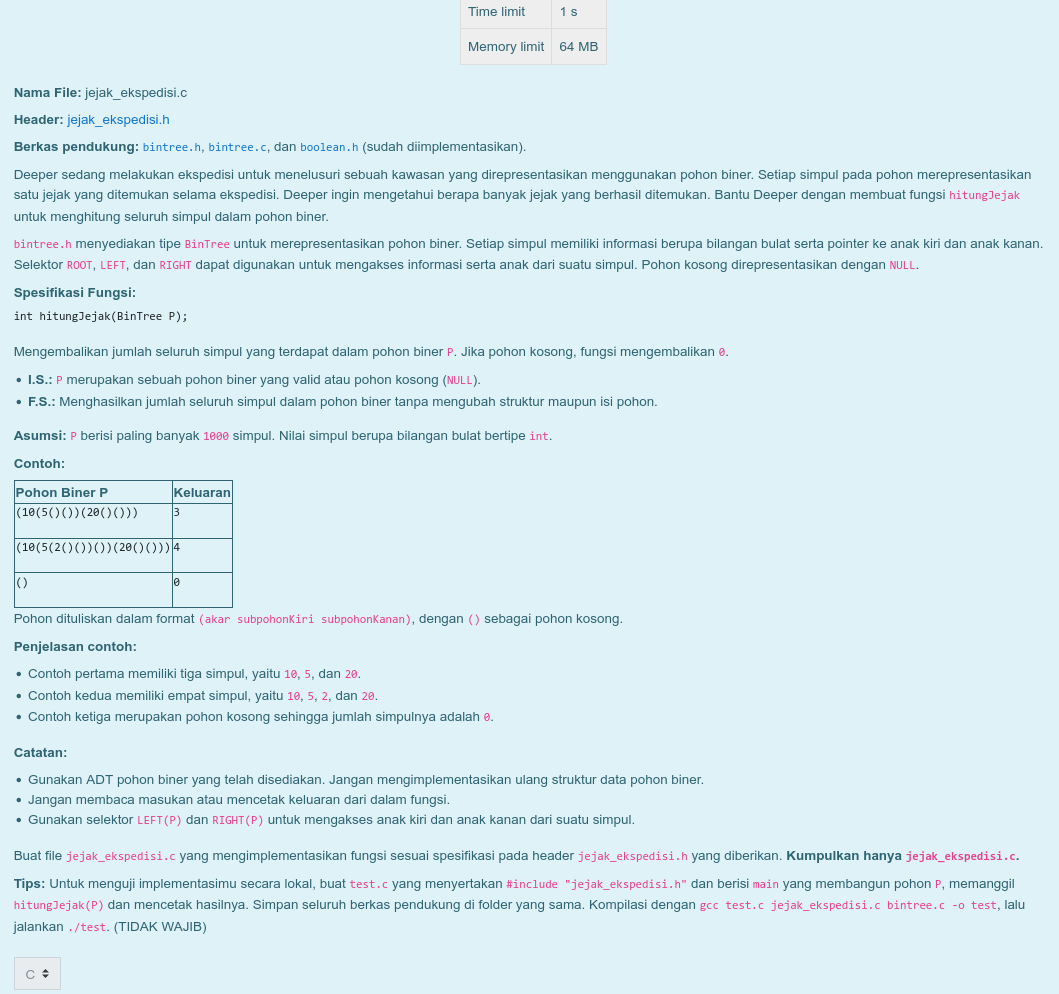 Time limit 1 s
Memory limit 64 MB
Nama File: jejak_ekspedisi.c
Header: jejak_ekspedisi.h
Berkas pendukung: bintree.h, bintree.c, dan boolean.h (sudah diimplementasikan).
Deeper sedang melakukan ekspedisi untuk menelusuri sebuah kawasan yang direpresentasikan menggunakan pohon biner. Setiap simpul pada pohon merepresentasikan
satu jejak yang ditemukan selama ekspedisi. Deeper ingin mengetahui berapa banyak jejak yang berhasil ditemukan. Bantu Deeper dengan membuat fungsi hitungJejak
untuk menghitung seluruh simpul dalam pohon biner.
bintree.h menyediakan tipe BinTree untuk merepresentasikan pohon biner. Setiap simpul memiliki informasi berupa bilangan bulat serta pointer ke anak kiri dan anak kanan.
Selektor ROOT, LEFT, dan RIGHT dapat digunakan untuk mengakses informasi serta anak dari suatu simpul. Pohon kosong direpresentasikan dengan NULL.
Spesifikasi Fungsi:
int hitungJejak(BinTree P);
Mengembalikan jumlah seluruh simpul yang terdapat dalam pohon biner P. Jika pohon kosong, fungsi mengembalikan 0.
• I.S.: P merupakan sebuah pohon biner yang valid atau pohon kosong (NULL).
• F.S.: Menghasilkan jumlah seluruh simpul dalam pohon biner tanpa mengubah struktur maupun isi pohon.
Asumsi: P berisi paling banyak 1000 simpul. Nilai simpul berupa bilangan bulat bertipe int.
Contoh:
Pohon Biner P Keluaran
(10(5()())(20()())) 3
(10(5(2()())())(20()())) 4
() 0
Pohon dituliskan dalam format (akar subpohonKiri subpohonKanan), dengan () sebagai pohon kosong.
Penjelasan contoh:
• Contoh pertama memiliki tiga simpul, yaitu 10, 5, dan 20.
• Contoh kedua memiliki empat simpul, yaitu 10, 5, 2, dan 20.
• Contoh ketiga merupakan pohon kosong sehingga jumlah simpulnya adalah 0.
Catatan:
• Gunakan ADT pohon biner yang telah disediakan. Jangan mengimplementasikan ulang struktur data pohon biner.
• Jangan membaca masukan atau mencetak keluaran dari dalam fungsi.
• Gunakan selektor LEFT(P) dan RIGHT(P) untuk mengakses anak kiri dan anak kanan dari suatu simpul.
Buat file jejak_ekspedisi.c yang mengimplementasikan fungsi sesuai spesifikasi pada header jejak_ekspedisi.h yang diberikan. Kumpulkan hanya jejak_ekspedisi.c.
Tips: Untuk menguji implementasimu secara lokal, buat test.c yang menyertakan #include "jejak_ekspedisi.h" dan berisi main yang membangun pohon P, memanggil
hitungJejak(P) dan mencetak hasilnya. Simpan seluruh berkas pendukung di folder yang sama. Kompilasi dengan gcc test.c jejak_ekspedisi.c bintree.c -o test, lalu
jalankan ./test. (TIDAK WAJIB)
C